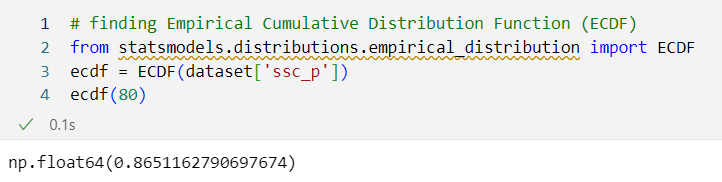 1 # finding Empirical Cumulative Distribution Function (ECDF)
2 from statsmodels.distributions.empirical_distribution import ECDF
3 ecdf = ECDF(dataset['ssc_p'])
4 ecdf(80)
✓ 0.1s
np.float64(0.8651162790697674)